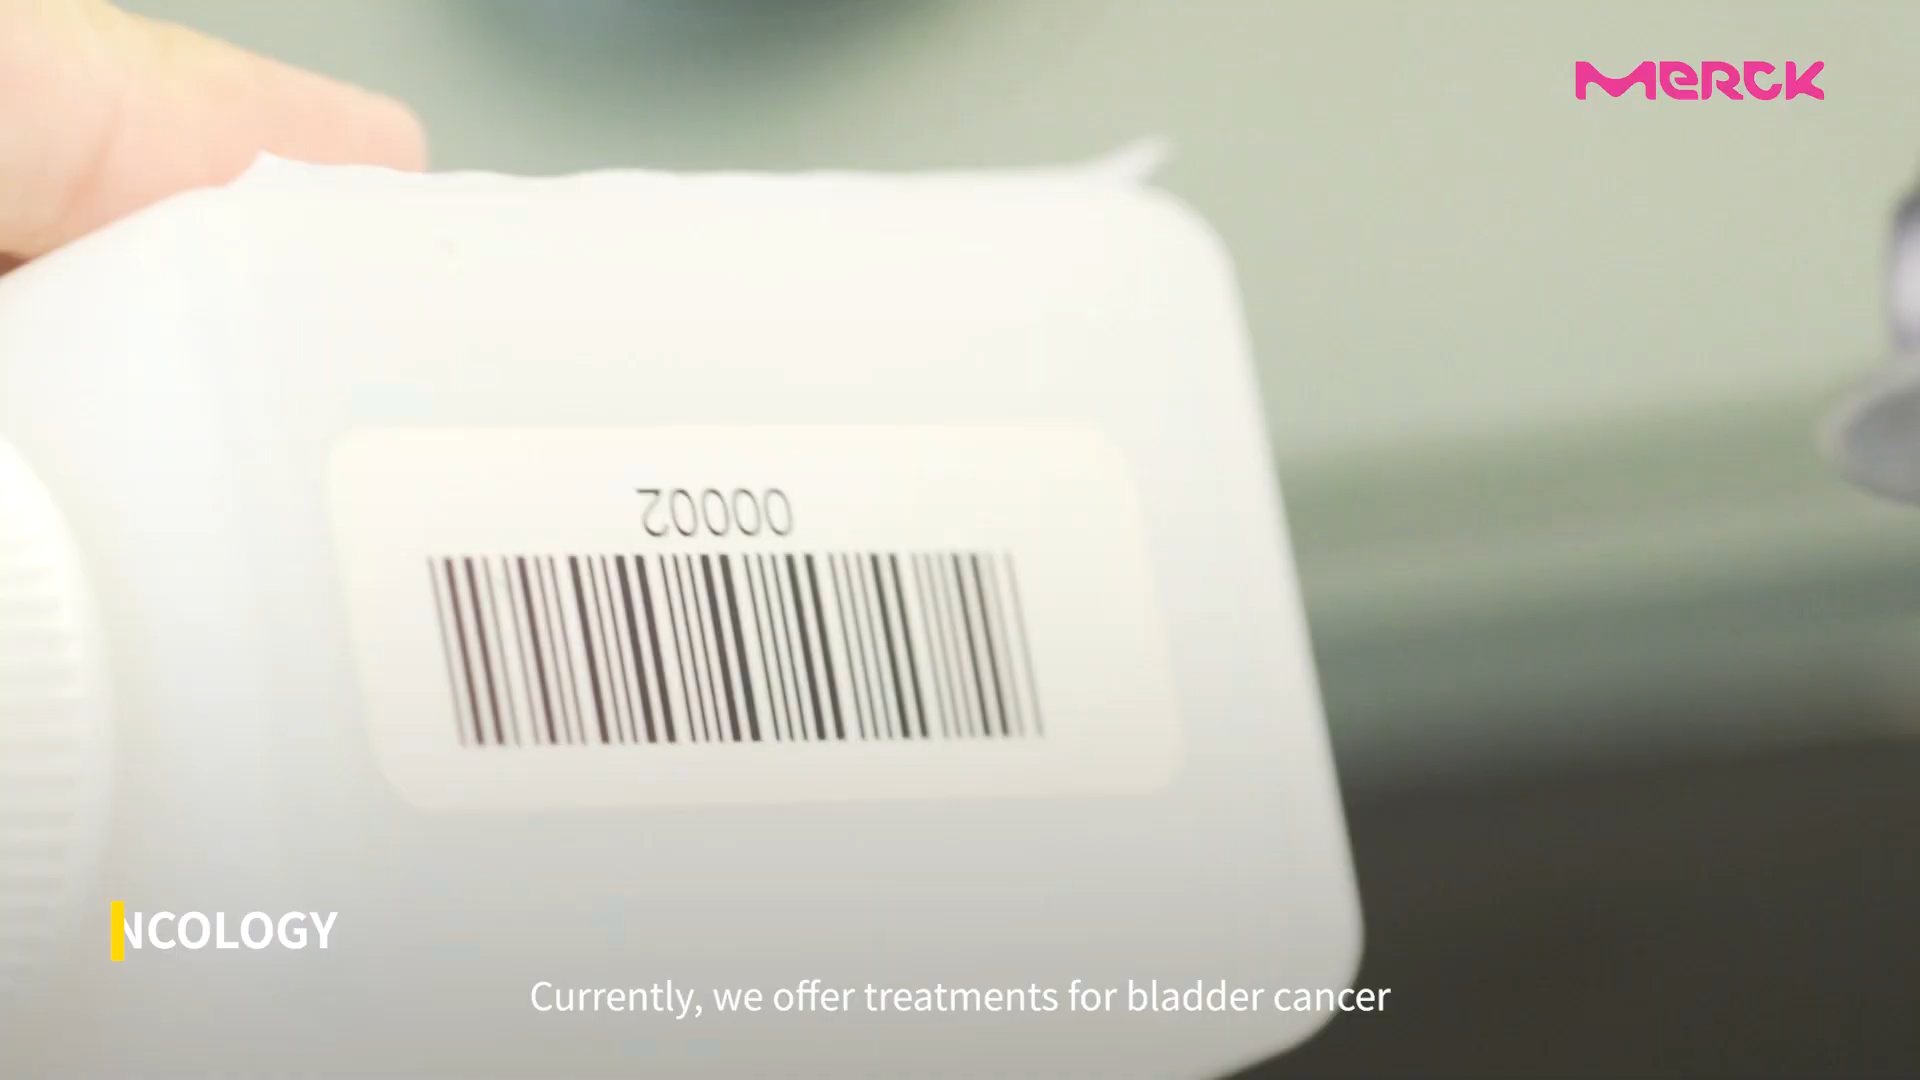 MERCK
00002
NCOLOGY
Currently, we offer treatments for bladder cancer